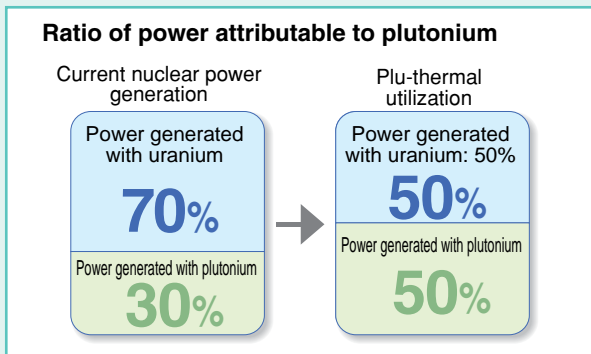 Ratio of power attributable to plutonium
Current nuclear power
generation
Power generated
with uranium
70%
Power generated with plutonium
30%
Plu-thermal
utilization
Power generated
with uranium: 50%
50%
Power generated with plutonium
50%